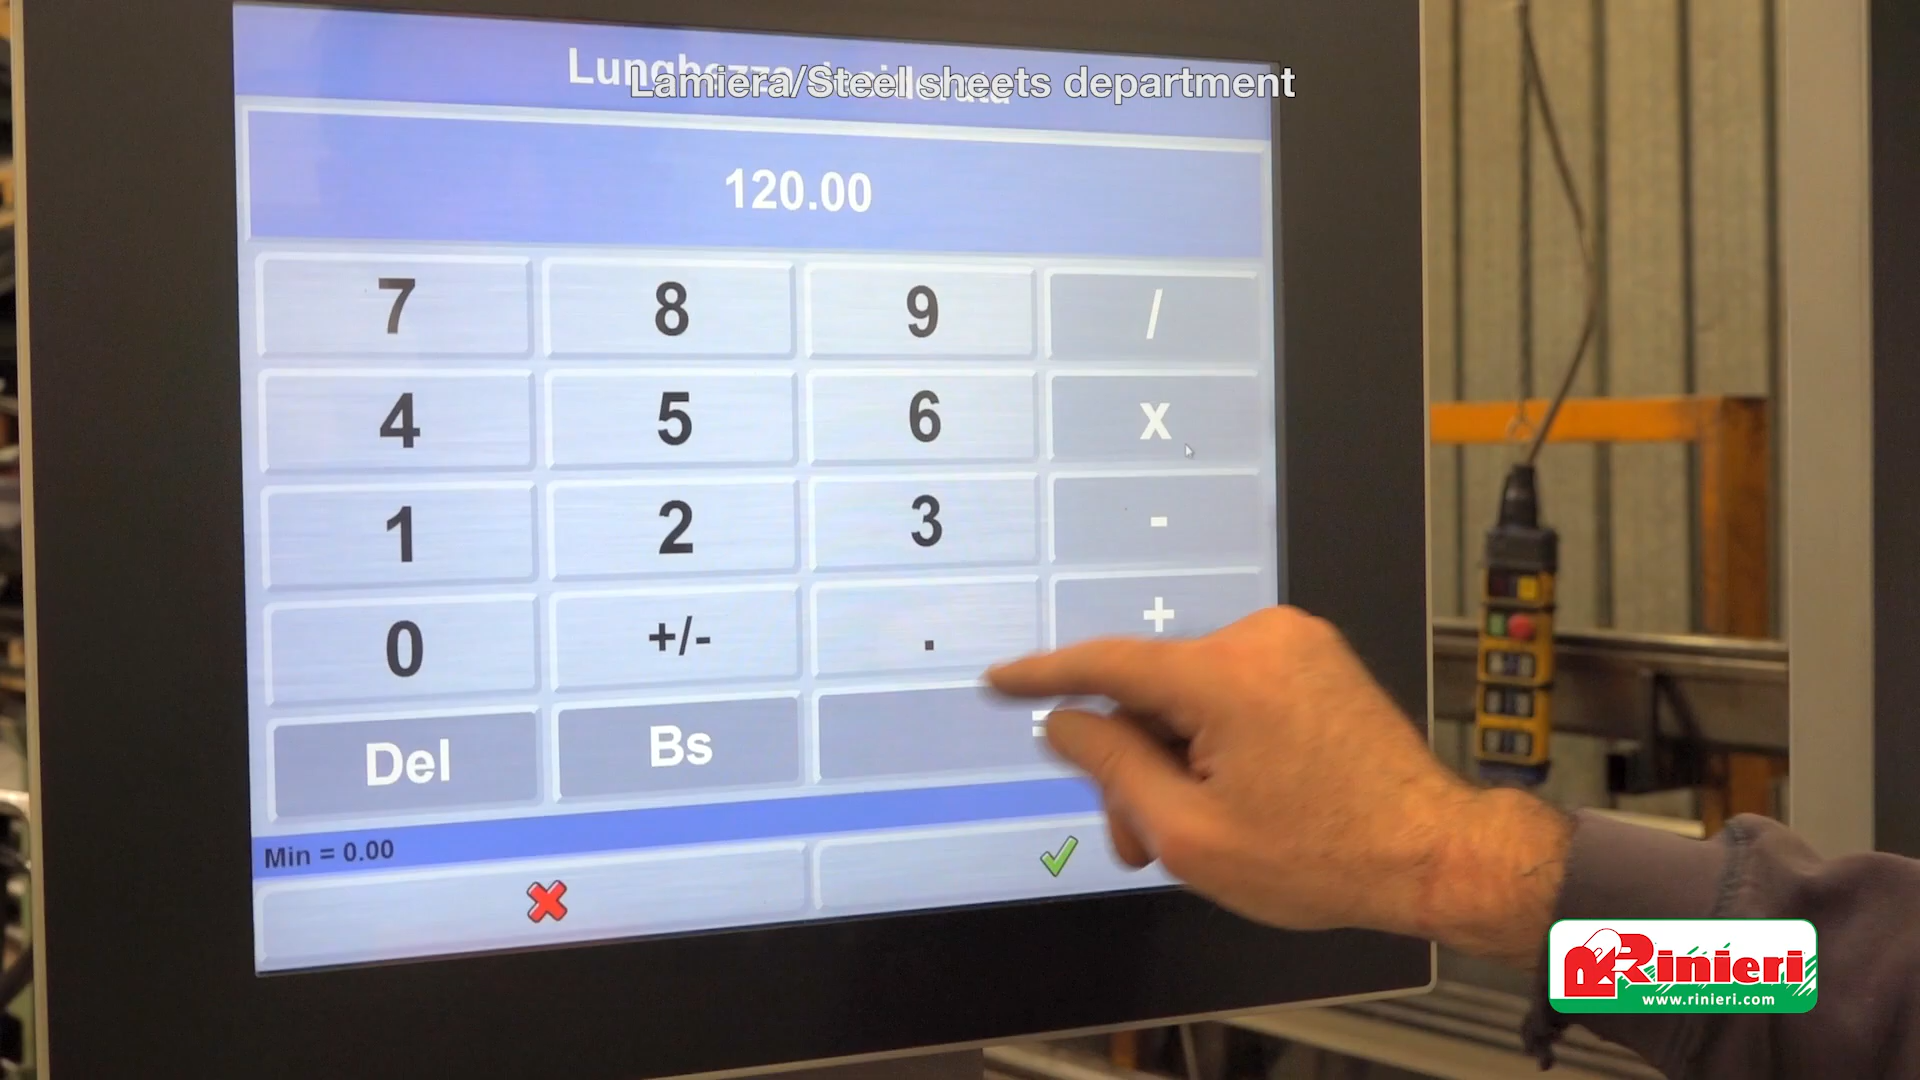 Lamiera/Steel sheets department
120.00
7 8 9 /
4 5 6 x
1 2 3 -
0 +/- . +
Del Bs =
Min = 0.00
Rinieri
www.rinieri.com